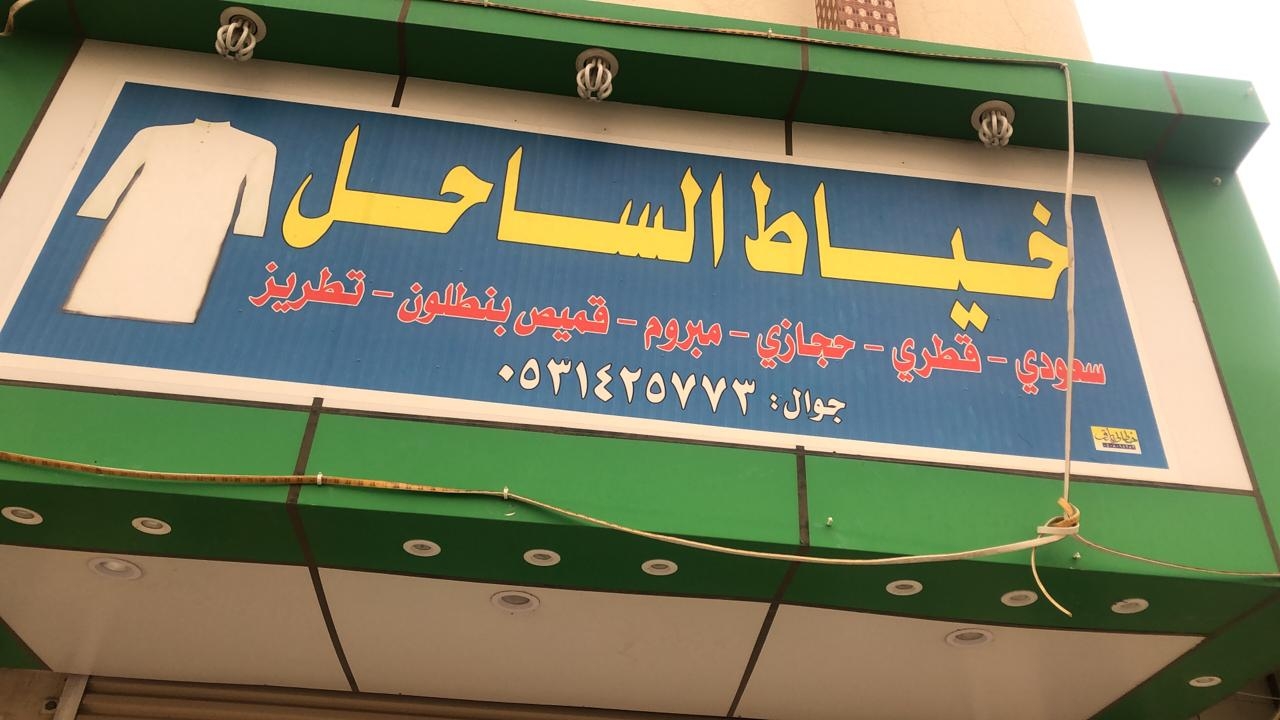 خياط الساحل
سعودي - قطري - حجازي - مبروم - قميص بنطلون - تطريز
جوال: ٠٥٣١٤٢٥٧٧٣